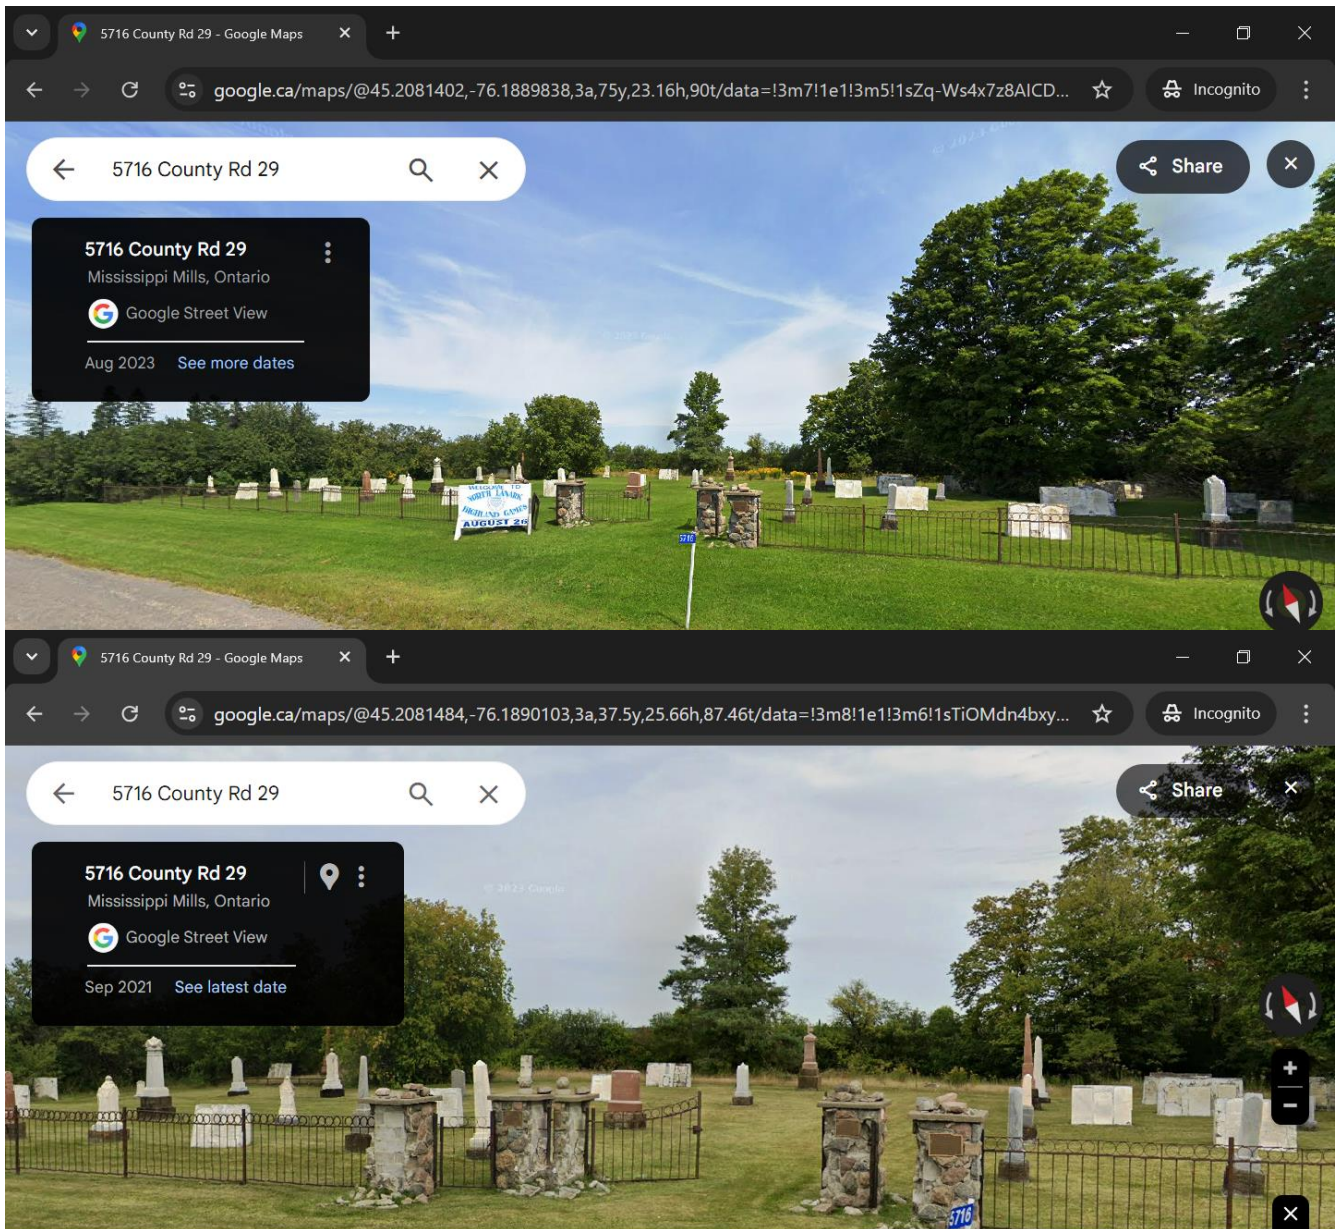 5716 County Rd 29 - Google Maps
google.ca/maps/@45.2081402,-76.1889838,3a,75y,23.16h,90t/data=!3m7!1e1!3m5!1sZq-Ws4x7z8AICD...
Incognito
5716 County Rd 29
Share
5716 County Rd 29
Mississippi Mills, Ontario
Google Street View
Aug 2023 See more dates
© 2023 Google
WELCOME TO
NORTH LANARK
HIGHLAND GAMES
AUGUST 26
5716
5716 County Rd 29 - Google Maps
google.ca/maps/@45.2081484,-76.1890103,3a,37.5y,25.66h,87.46t/data=!3m8!1e1!3m6!1sTiOMdn4bxy...
Incognito
5716 County Rd 29
Share
5716 County Rd 29
Mississippi Mills, Ontario
Google Street View
Sep 2021 See latest date
5716